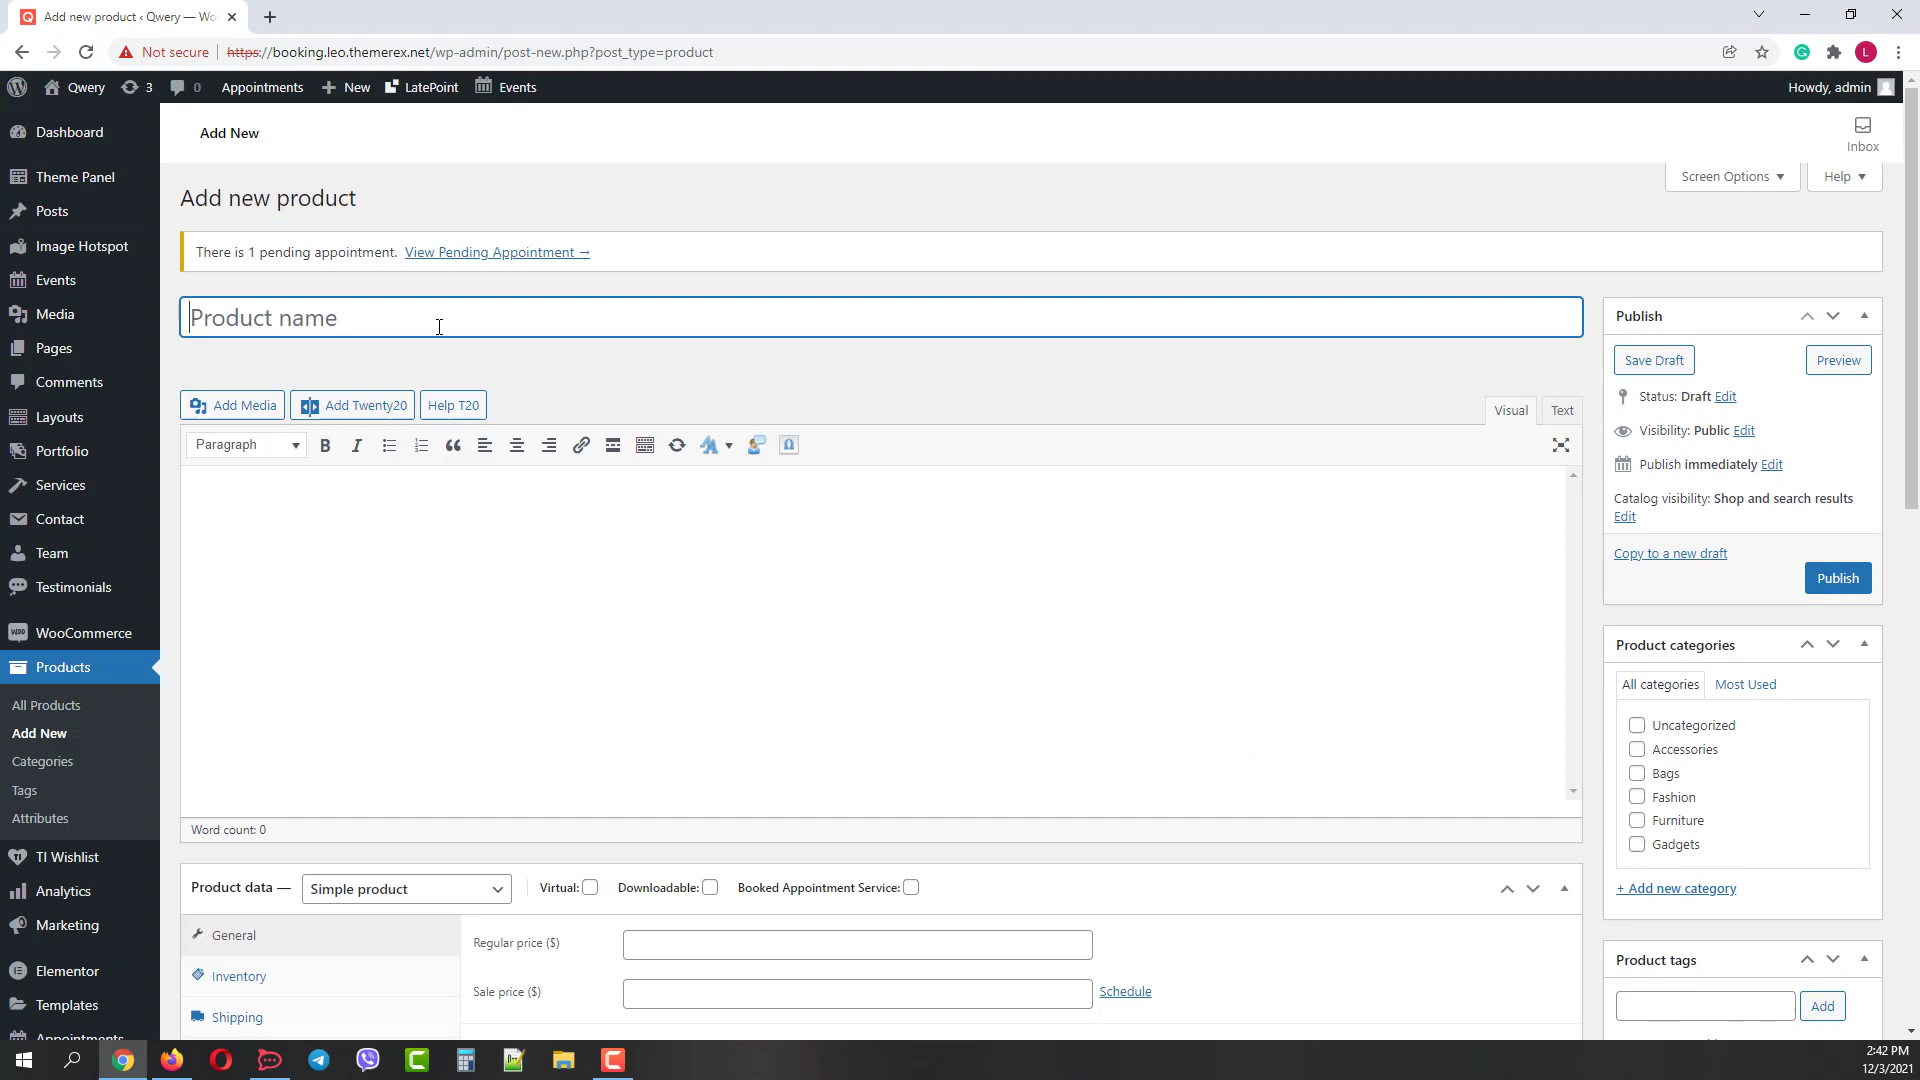 Add new product ‹ Qwery — Wo
Not secure
https://booking.leo.themerex.net/wp-admin/post-new.php?post_type=product
L
Qwery
3
0
Appointments
New
LatePoint
Events
Howdy, admin
Dashboard
Theme Panel
Posts
Image Hotspot
Events
Media
Pages
Comments
Layouts
Portfolio
Services
Contact
Team
Testimonials
WooCommerce
Products
All Products
Add New
Categories
Tags
Attributes
TI Wishlist
Analytics
Marketing
Elementor
Templates
Appointments
Add New
Inbox
Screen Options
Help
Add new product
There is 1 pending appointment. View Pending Appointment →
Product name
Add Media
Add Twenty20
Help T20
Visual
Text
Paragraph
B
I
Word count: 0
Product data —
Simple product
Virtual:
Downloadable:
Booked Appointment Service:
General
Inventory
Shipping
Regular price ($)
Sale price ($)
Schedule
Publish
Save Draft
Preview
Status: Draft Edit
Visibility: Public Edit
Publish immediately Edit
Catalog visibility: Shop and search results
Edit
Copy to a new draft
Publish
Product categories
All categories
Most Used
Uncategorized
Accessories
Bags
Fashion
Furniture
Gadgets
+ Add new category
Product tags
Add
2:42 PM
12/3/2021